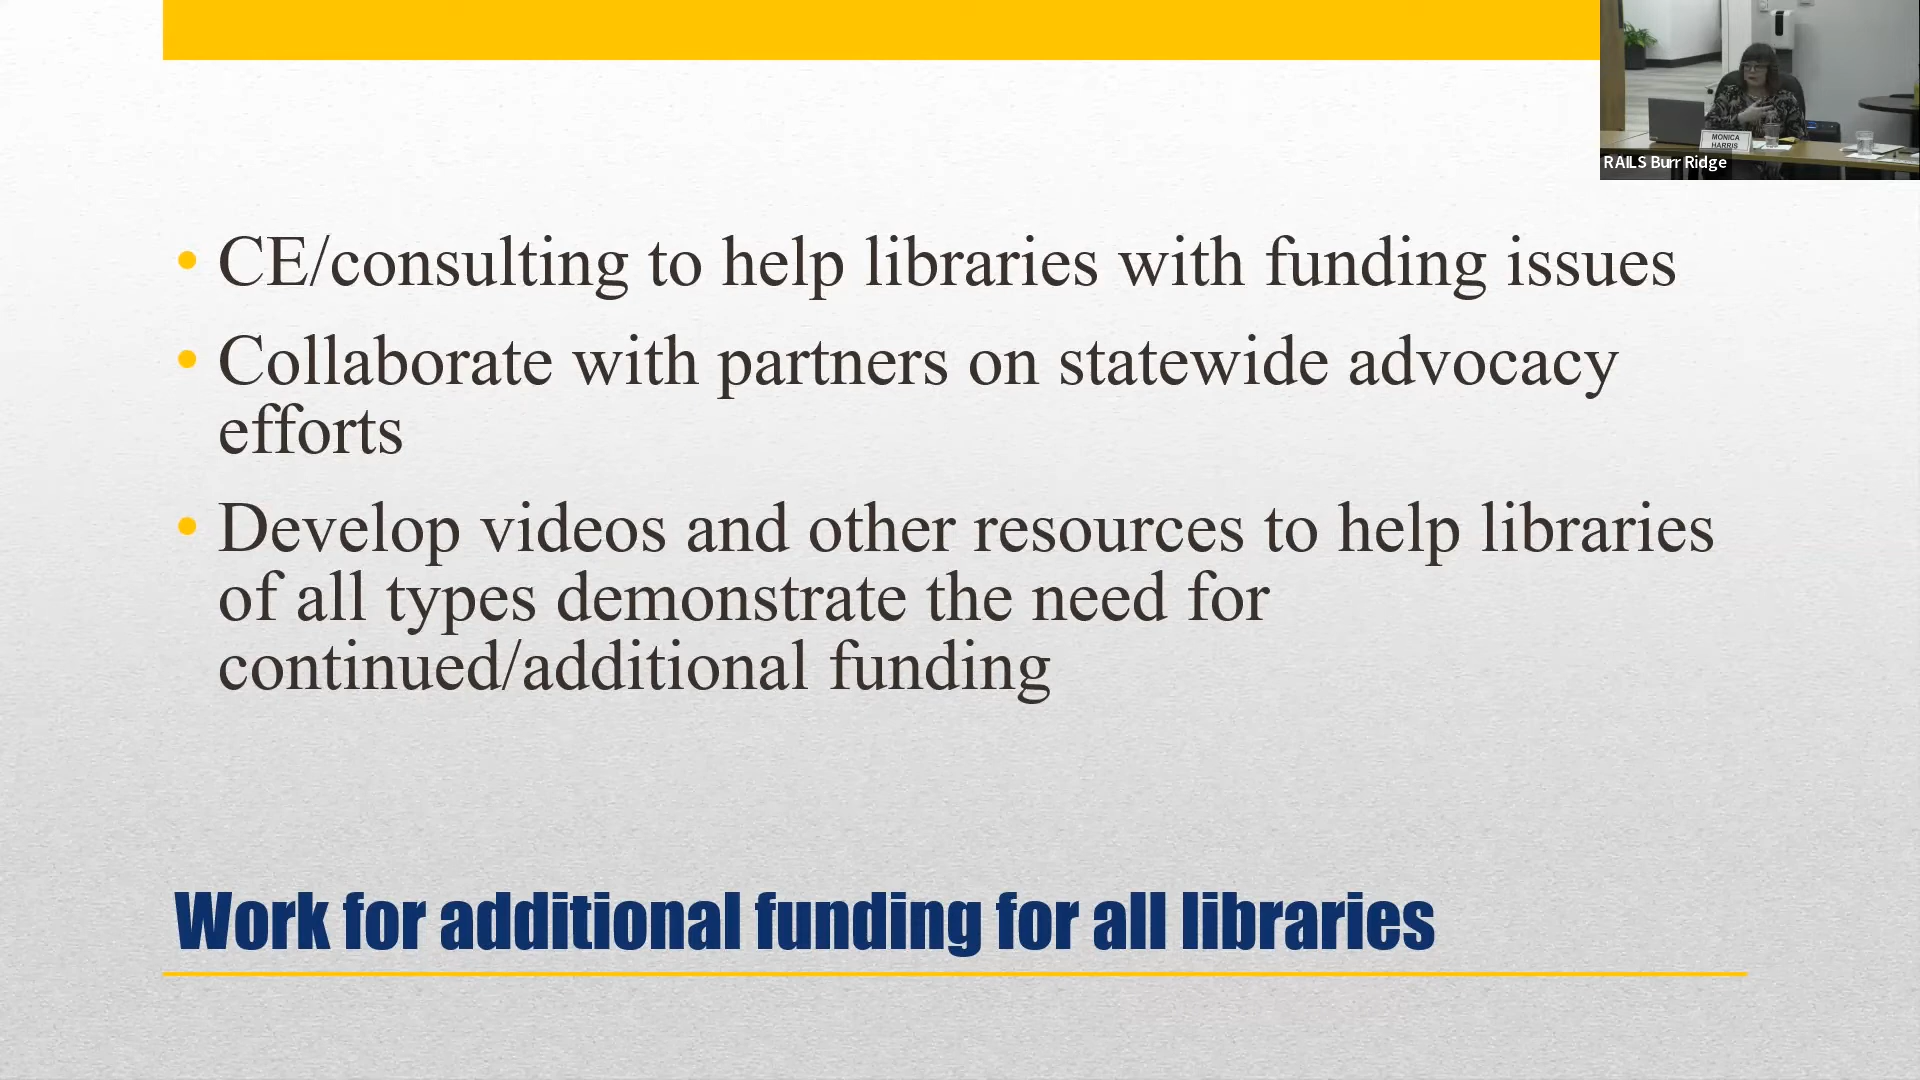 MONICA
HARRIS
RAILS Burr Ridge
• CE/consulting to help libraries with funding issues
• Collaborate with partners on statewide advocacy
efforts
• Develop videos and other resources to help libraries
of all types demonstrate the need for
continued/additional funding
Work for additional funding for all libraries